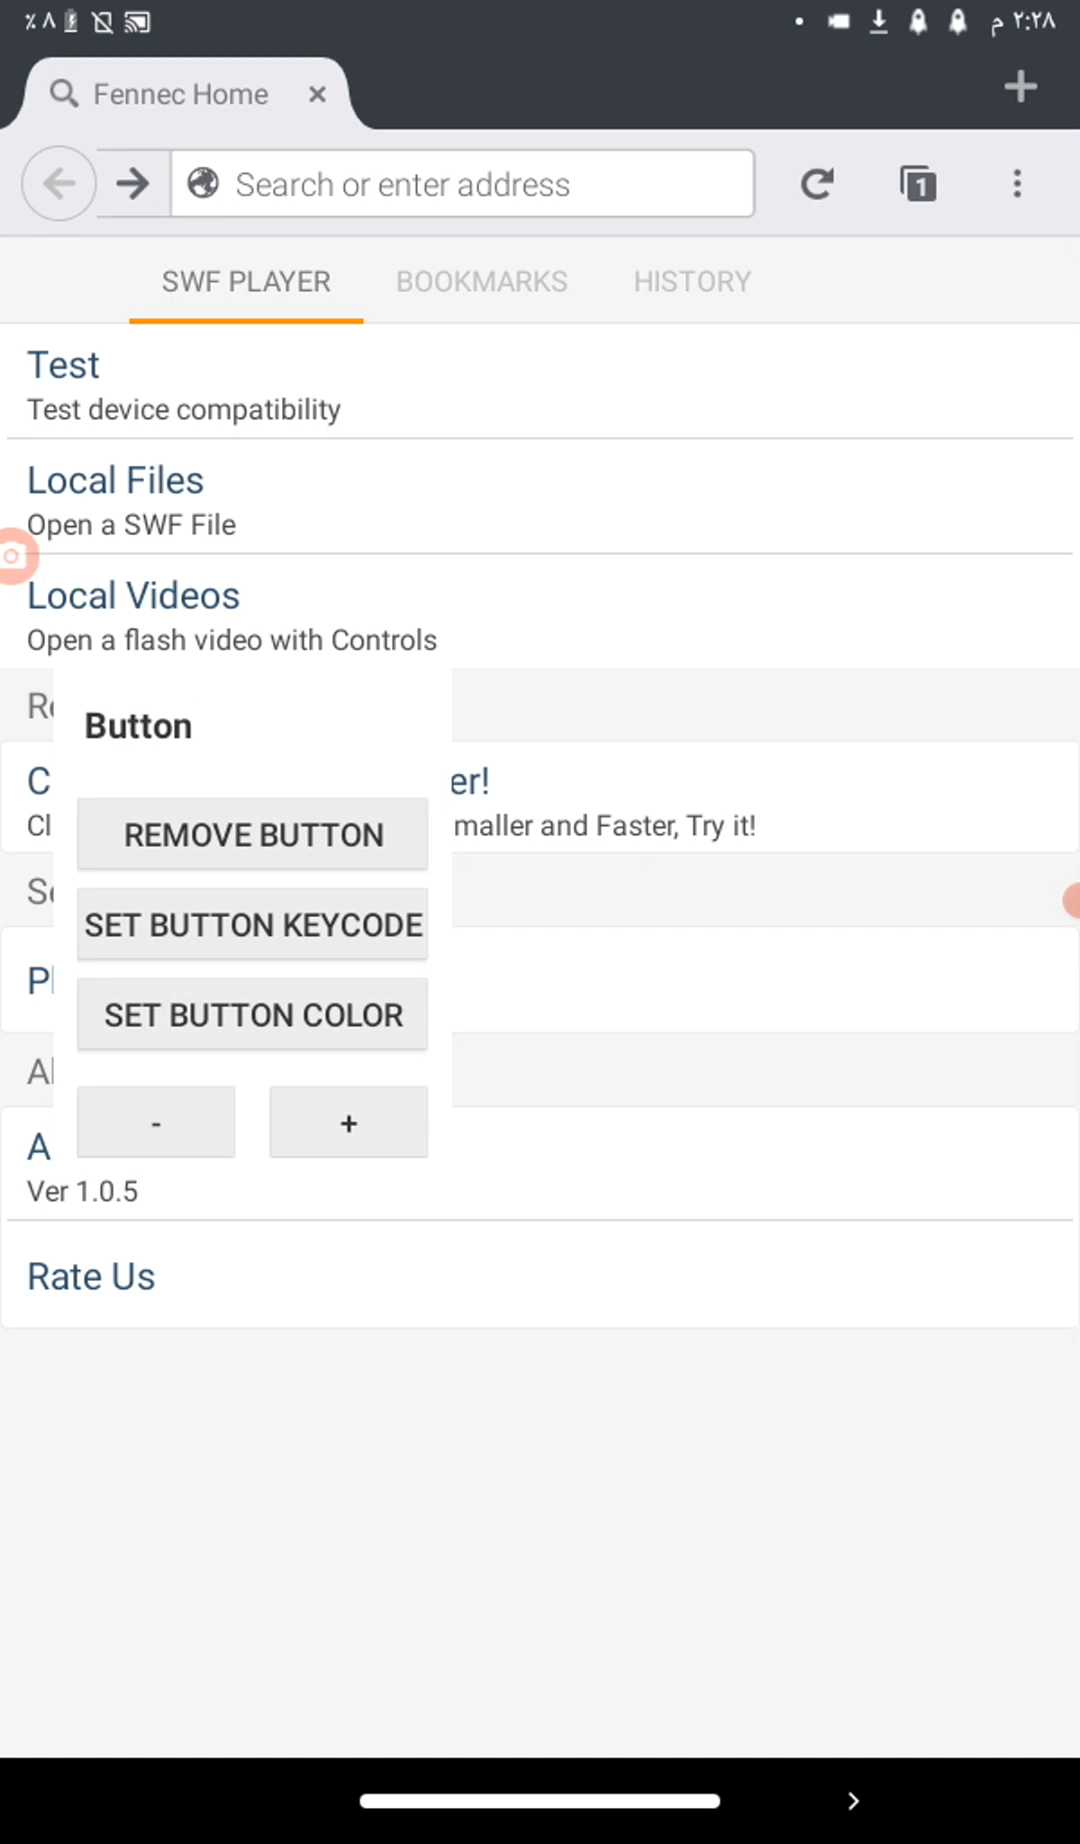 ٪ ٨
م ٢:٢٨
Fennec Home
Search or enter address
1
SWF PLAYER
BOOKMARKS
HISTORY
Test
Test device compatibility
Local Files
Open a SWF File
Local Videos
Open a flash video with Controls
Button
er!
REMOVE BUTTON
maller and Faster, Try it!
SET BUTTON KEYCODE
SET BUTTON COLOR
- +
A
Ver 1.0.5
Rate Us